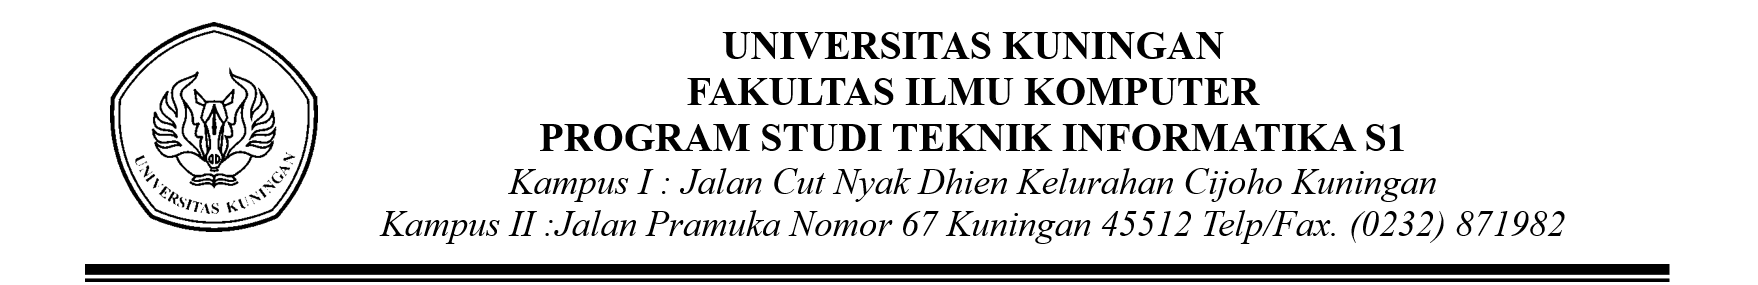 UNIVERSITAS KUNINGAN
FAKULTAS ILMU KOMPUTER
PROGRAM STUDI TEKNIK INFORMATIKA S1
Kampus I : Jalan Cut Nyak Dhien Kelurahan Cijoho Kuningan
Kampus II :Jalan Pramuka Nomor 67 Kuningan 45512 Telp/Fax. (0232) 871982
UNIVERSITAS KUNINGAN